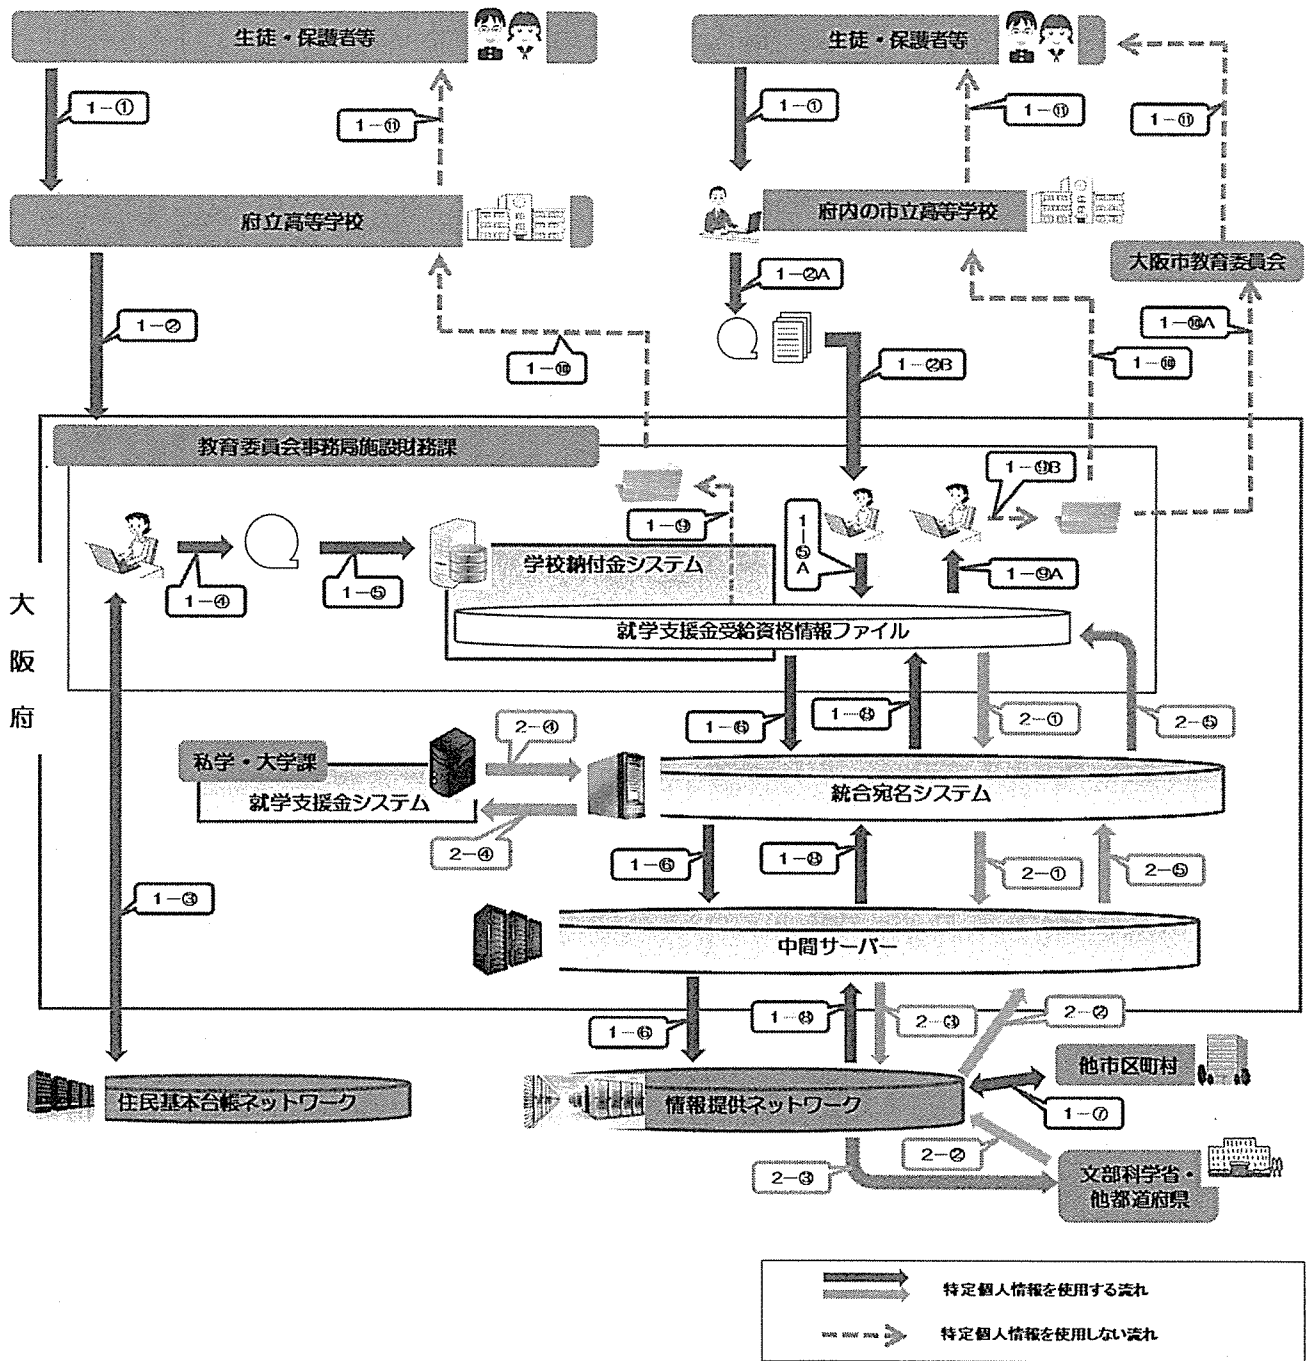 生徒・保護者等
生徒・保護者等
1－①
1－⑪
1－①
1－⑪
1－⑪
府立高等学校
府内の市立高等学校
大阪市教育委員会
1－②
1－⑩
1－②A
1－②B
1－⑩A
1－⑩
教育委員会事務局施設財務課
1－④
1－⑤
1－⑨
1－⑤A
1－⑨B
1－⑨A
学校納付金システム
就学支援金受給資格情報ファイル
大阪府
1－⑥
1－⑧
2－①
2－⑤
私学・大学課
就学支援金システム
2－④
2－④
統合宛名システム
1－③
1－⑥
1－⑧
2－①
2－⑤
中間サーバー
1－⑥
1－⑧
2－③
2－②
住民基本台帳ネットワーク
情報提供ネットワーク
他市区町村
1－⑦
2－②
2－③
文部科学省・
他都道府県
特定個人情報を使用する流れ
特定個人情報を使用しない流れ